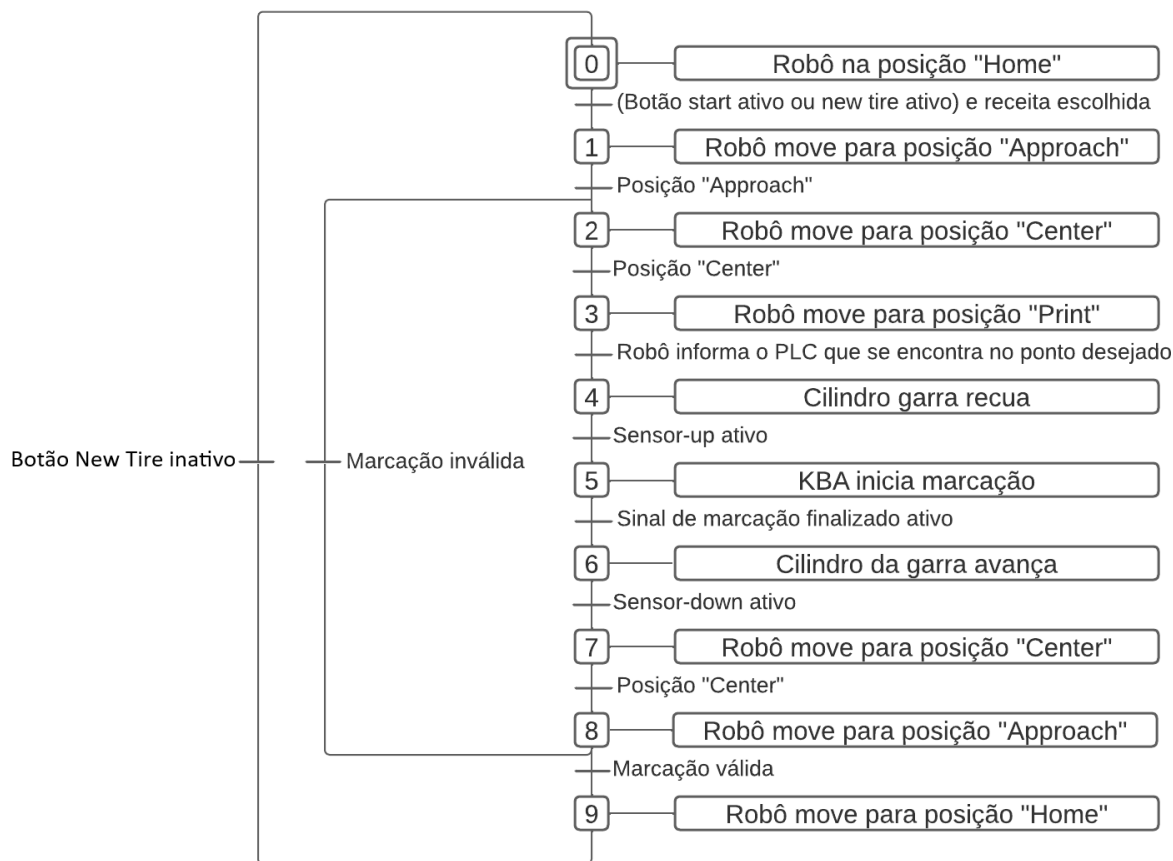 0
Robô na posição "Home"
(Botão start ativo ou new tire ativo) e receita escolhida
1
Robô move para posição "Approach"
Posição "Approach"
2
Robô move para posição "Center"
Posição "Center"
3
Robô move para posição "Print"
Robô informa o PLC que se encontra no ponto desejado
4
Cilindro garra recua
Sensor-up ativo
Botão New Tire inativo
Marcação inválida
5
KBA inicia marcação
Sinal de marcação finalizado ativo
6
Cilindro da garra avança
Sensor-down ativo
7
Robô move para posição "Center"
Posição "Center"
8
Robô move para posição "Approach"
Marcação válida
9
Robô move para posição "Home"